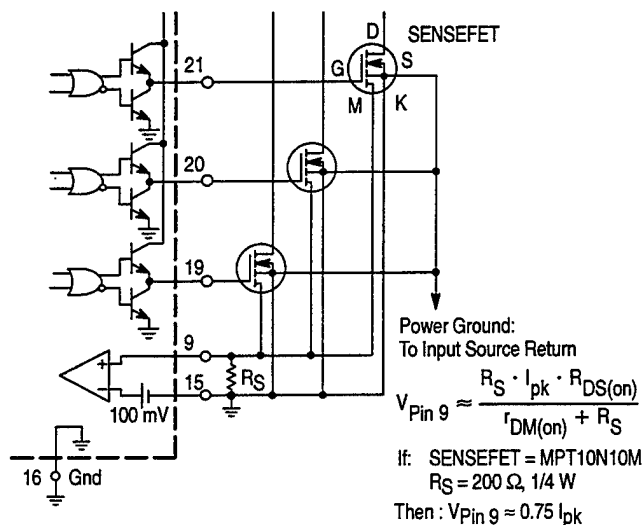 D
SENSEFET
21
G
S
M
K
20
19
9
R_S
15
100 mV
16
Gnd
Power Ground:
To Input Source Return
V_Pin 9 ≈ R_S · I_pk · R_DS(on) / r_DM(on) + R_S
If: SENSEFET = MPT10N10M
R_S = 200 Ω, 1/4 W
Then : V_Pin 9 ≈ 0.75 I_pk